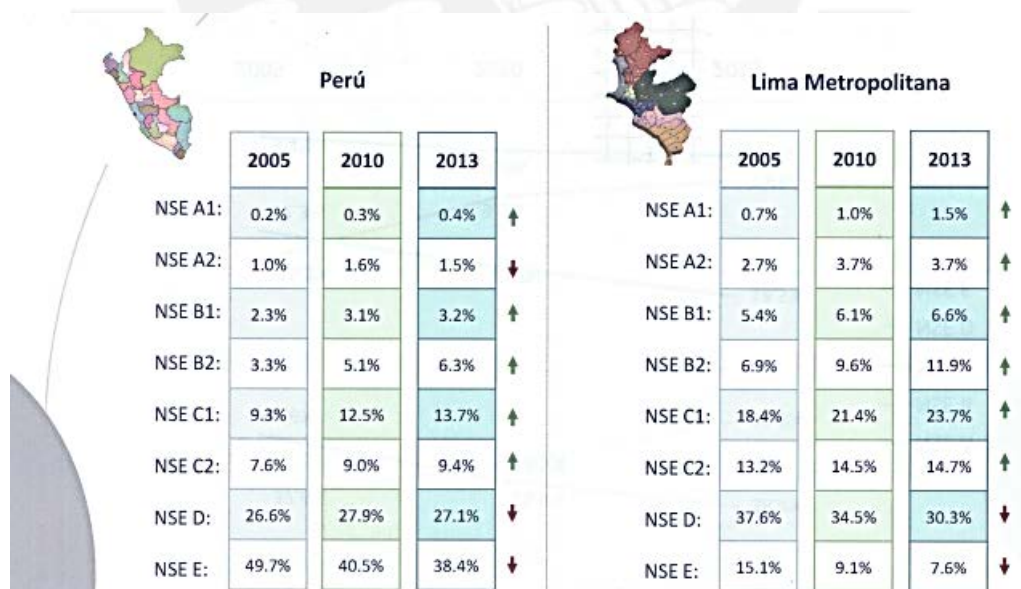 Perú
2005 2010 2013
NSE A1: 0.2% 0.3% 0.4%
NSE A2: 1.0% 1.6% 1.5%
NSE B1: 2.3% 3.1% 3.2%
NSE B2: 3.3% 5.1% 6.3%
NSE C1: 9.3% 12.5% 13.7%
NSE C2: 7.6% 9.0% 9.4%
NSE D: 26.6% 27.9% 27.1%
NSE E: 49.7% 40.5% 38.4%
Lima Metropolitana
2005 2010 2013
NSE A1: 0.7% 1.0% 1.5%
NSE A2: 2.7% 3.7% 3.7%
NSE B1: 5.4% 6.1% 6.6%
NSE B2: 6.9% 9.6% 11.9%
NSE C1: 18.4% 21.4% 23.7%
NSE C2: 13.2% 14.5% 14.7%
NSE D: 37.6% 34.5% 30.3%
NSE E: 15.1% 9.1% 7.6%